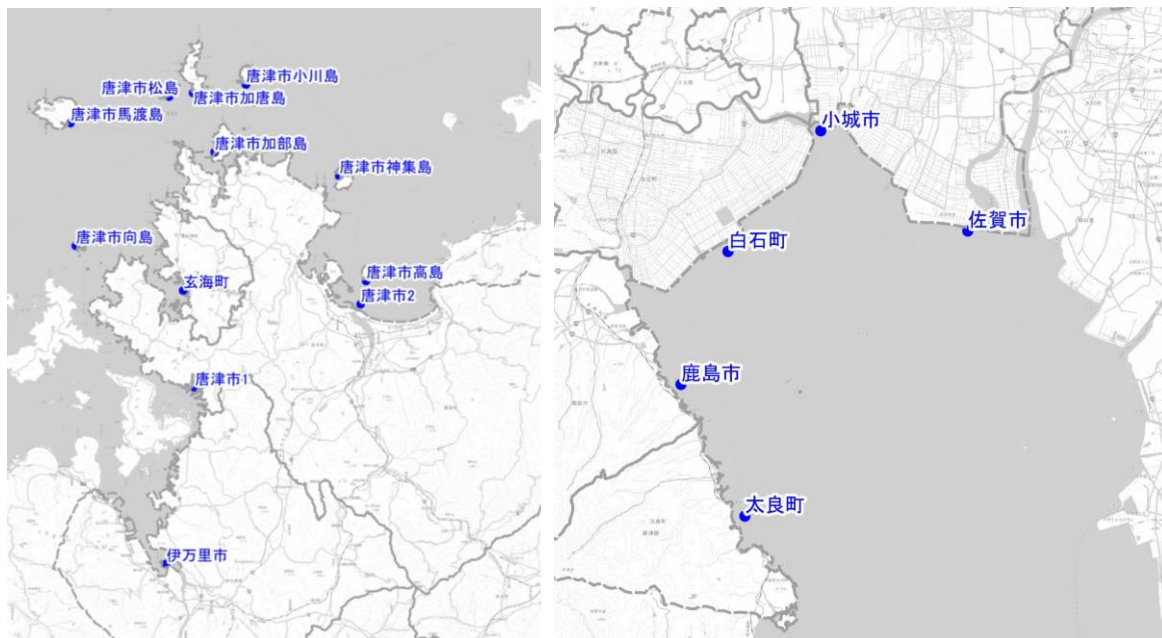 唐津市小川島
唐津市松島
唐津市加唐島
唐津市馬渡島
唐津市加部島
唐津市神集島
唐津市向島
唐津市高島
玄海町
唐津市2
唐津市1
伊万里市
小城市
佐賀市
白石町
鹿島市
太良町